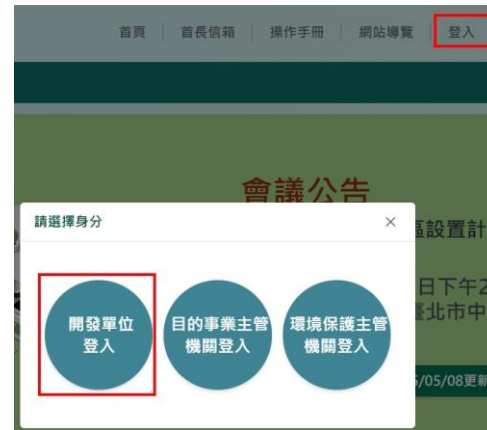 首頁 首長信箱 操作手冊 網站導覽 登入
會議公告
請選擇身分 ×
區設置計
日下午2
臺北市中
開發單位
登入
目的事業主管
機關登入
環境保護主管
機關登入
/05/08更新